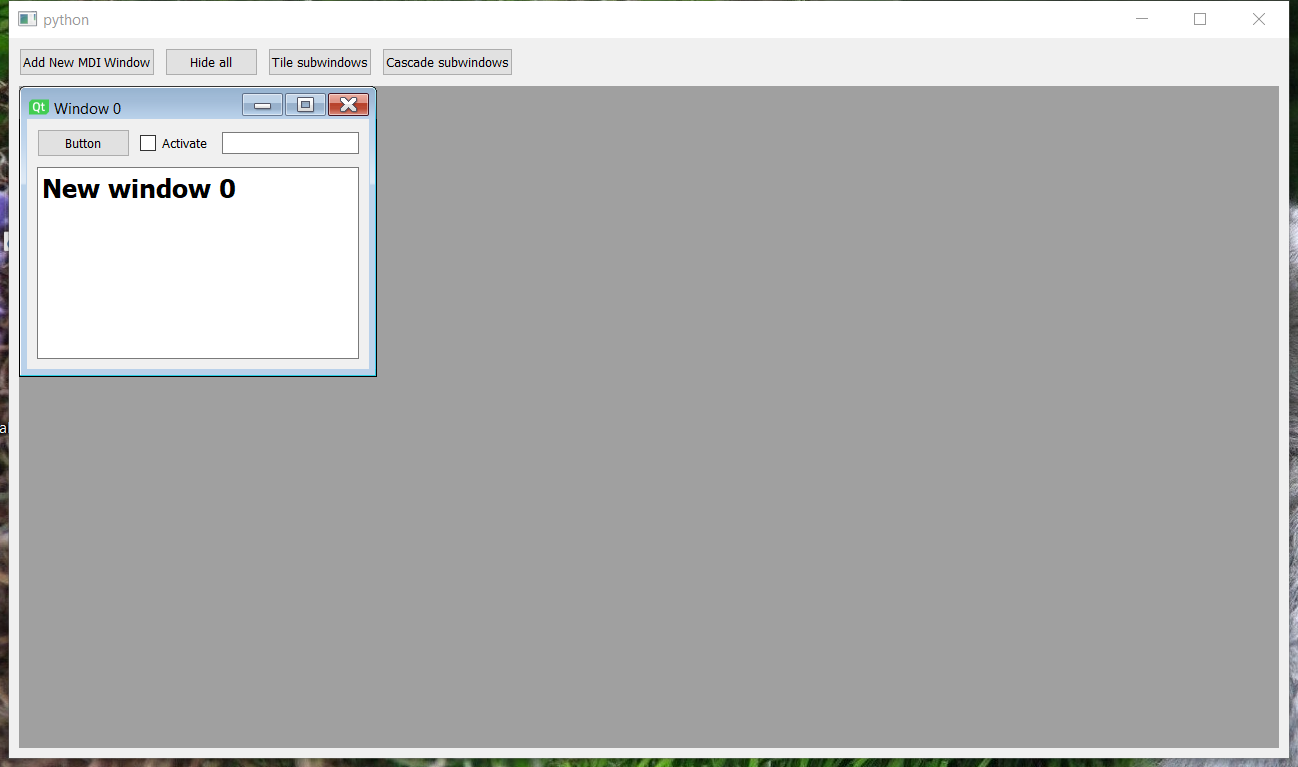 python
Add New MDI Window Hide all Tile subwindows Cascade subwindows
Qt Window 0
Button Activate
New window 0
a